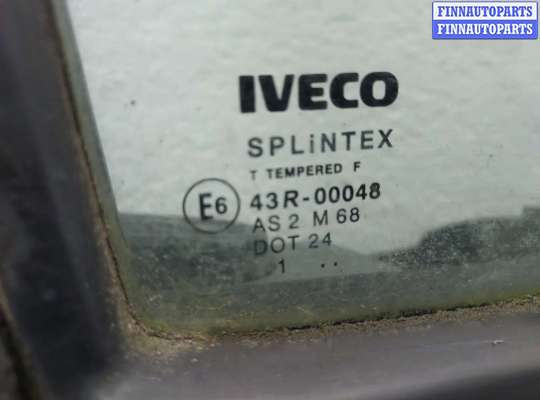 FINNAUTOPARTS
FINNAUTOPARTS
IVECO
SPLiNTEX
T TEMPERED F
E6 43R-00048
AS 2 M 68
DOT 24
1 ..